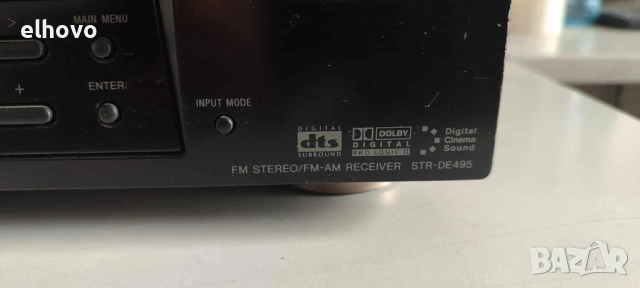 elhovo
>
MAIN MENU
+
ENTER
INPUT MODE
DIGITAL
dts
SURROUND
DOLBY
DIGITAL
PRO LOGIC II
Digital
Cinema
Sound
FM STEREO/FM-AM RECEIVER STR-DE495
BAZAR